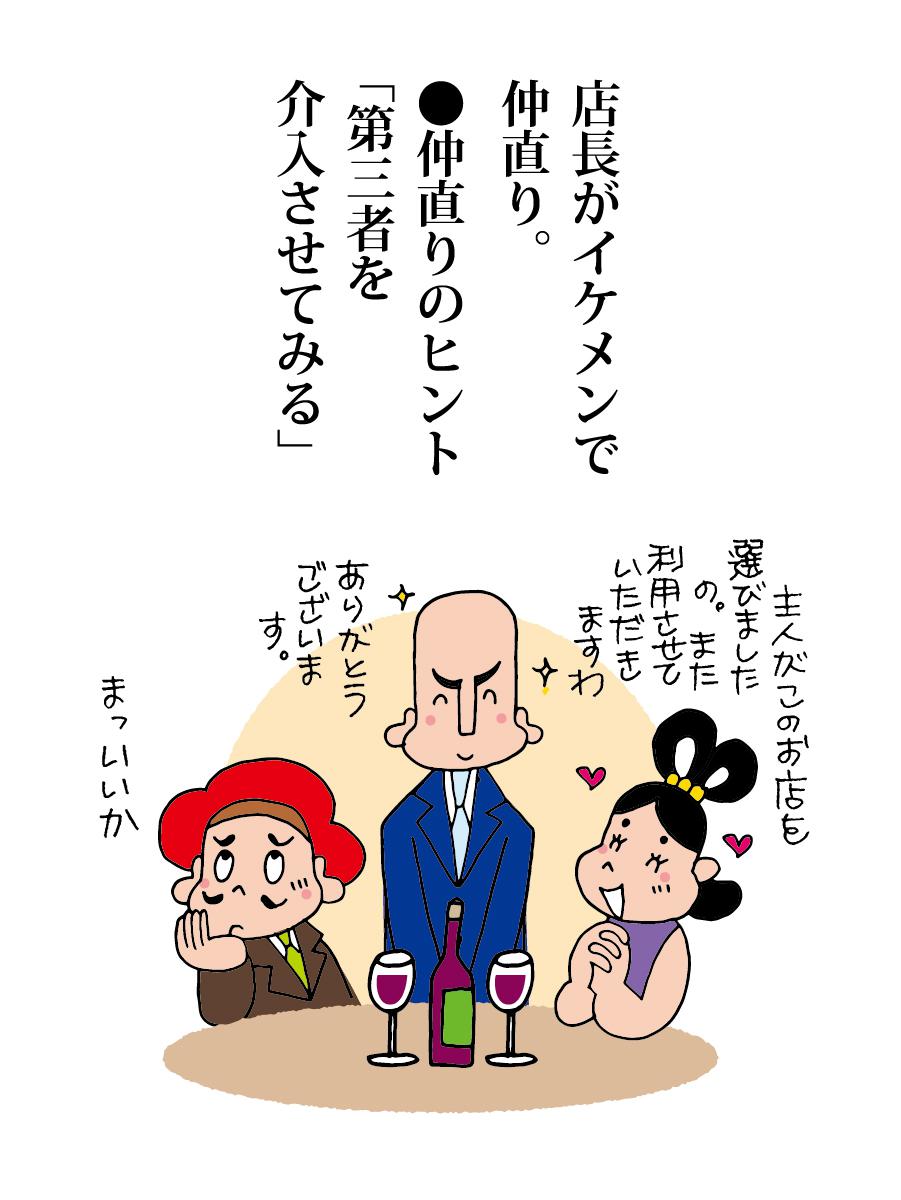 店長がイケメンで
仲直り。
●仲直りのヒント
「第三者を
介入させてみる」
主人がこのお店を
選びました
の。また
利用させて
いただき
ますわ
ありがとう
ございま
す。
まっいいか